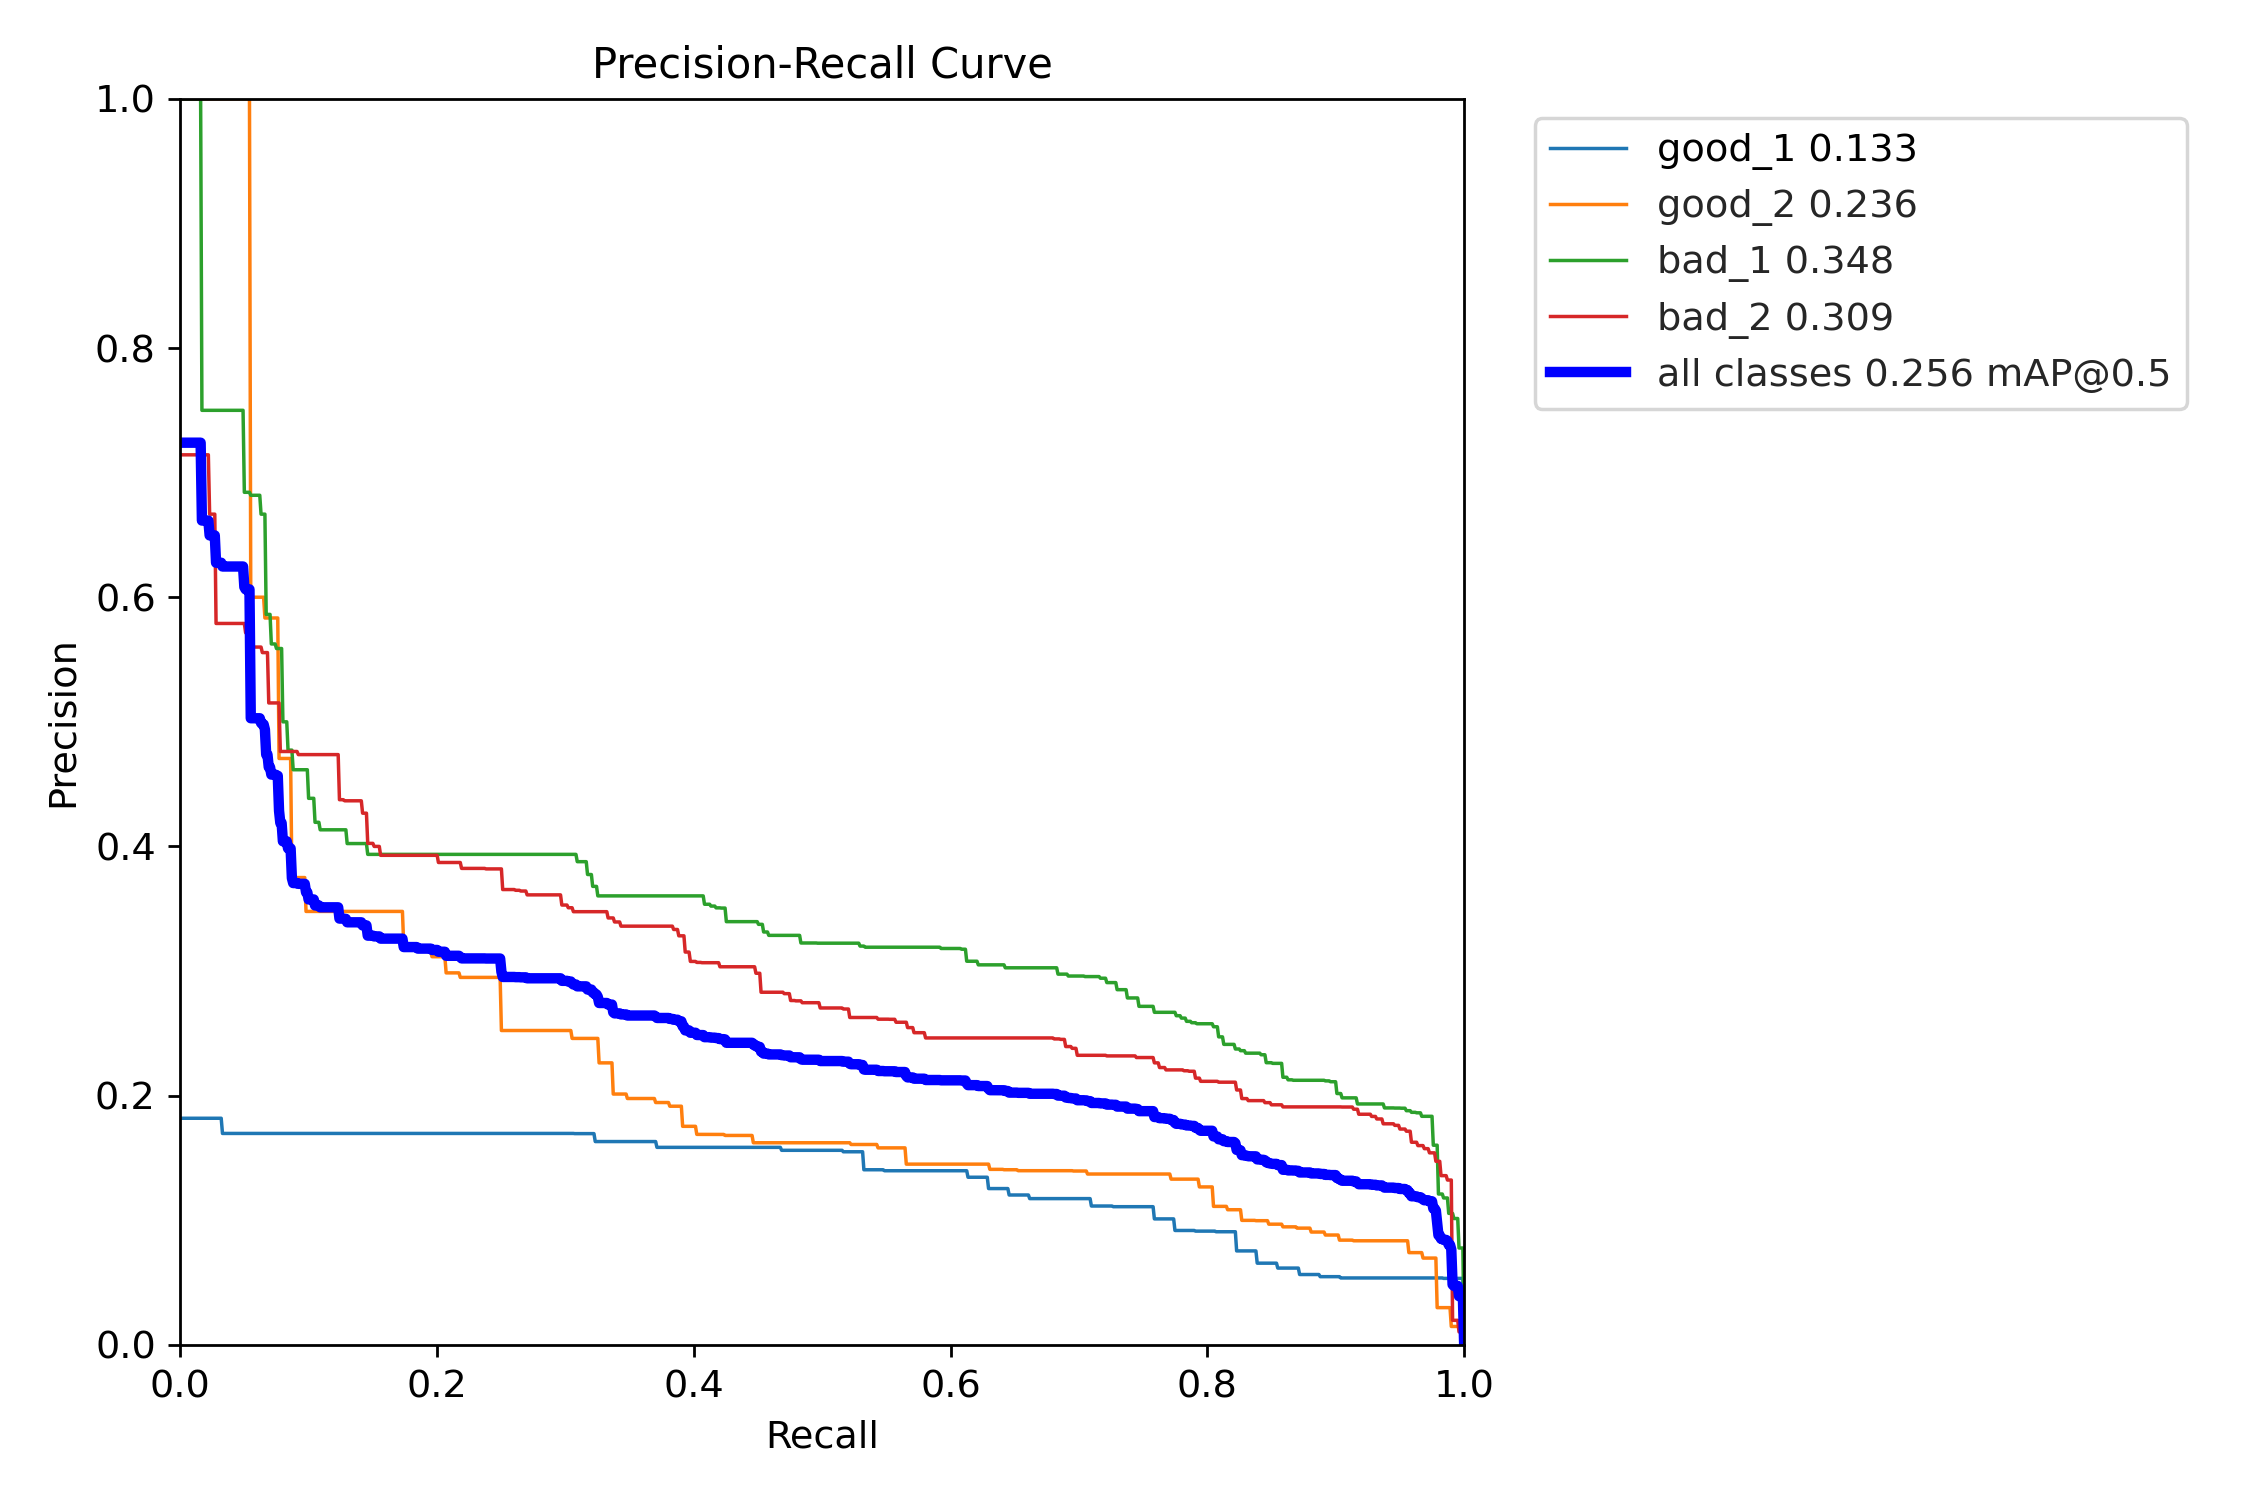 Precision-Recall Curve
1.0
0.8
0.6
0.4
0.2
0.0
Precision
0.0 0.2 0.4 0.6 0.8 1.0
Recall
good_1 0.133
good_2 0.236
bad_1 0.348
bad_2 0.309
all classes 0.256 mAP@0.5